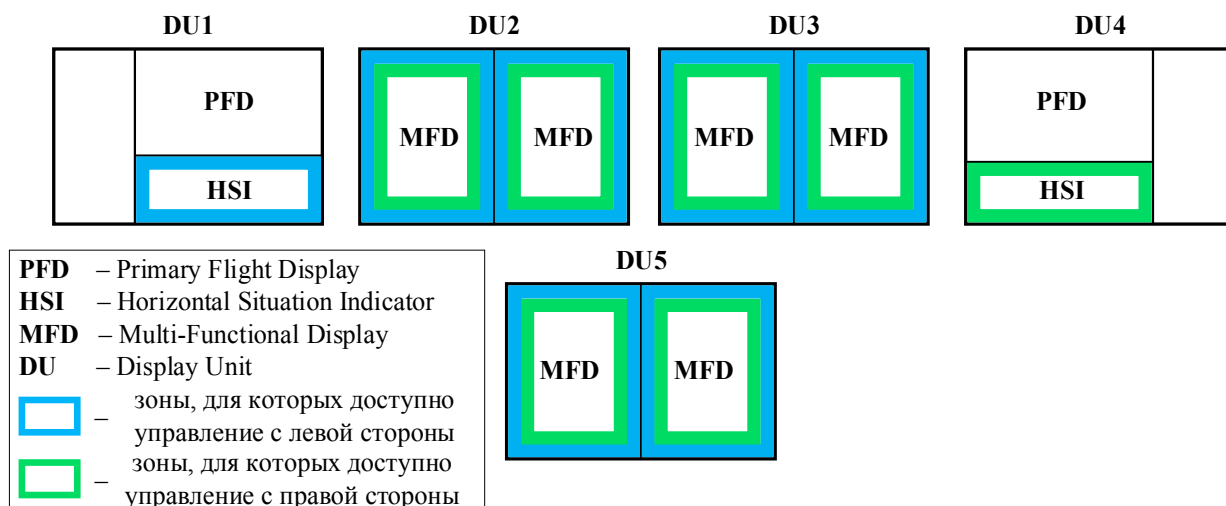 DU1 DU2 DU3 DU4
PFD PFD
MFD MFD MFD MFD
HSI HSI
DU5
PFD – Primary Flight Display
HSI – Horizontal Situation Indicator
MFD – Multi-Functional Display
DU – Display Unit
– зоны, для которых доступно
управление с левой стороны
– зоны, для которых доступно
управление с правой стороны
MFD MFD